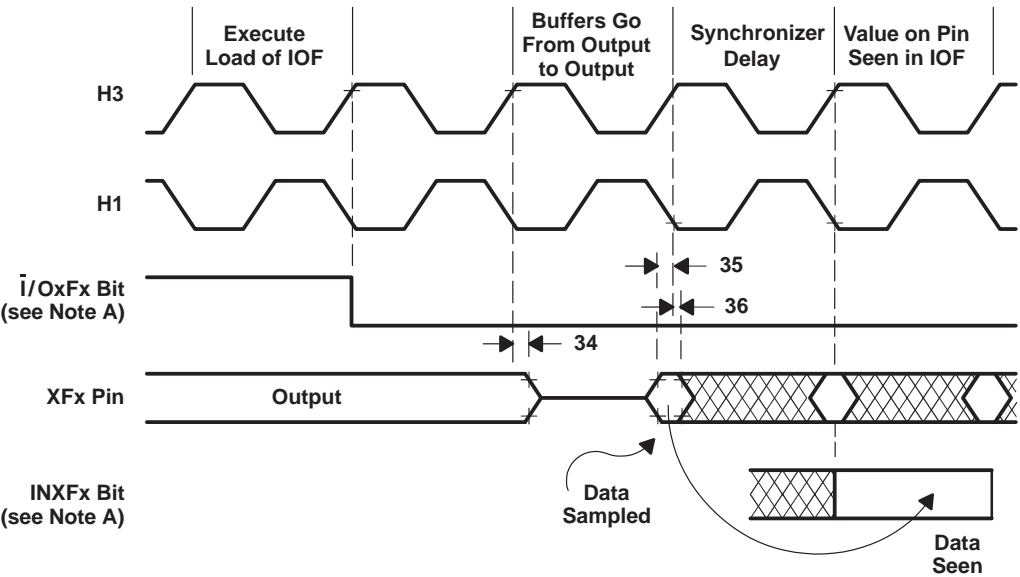 Execute
Load of IOF
Buffers Go
From Output
to Output
Synchronizer
Delay
Value on Pin
Seen in IOF
H3
H1
I̅/OxFx Bit
(see Note A)
35
36
34
XFx Pin
Output
INXFx Bit
(see Note A)
Data
Sampled
Data
Seen